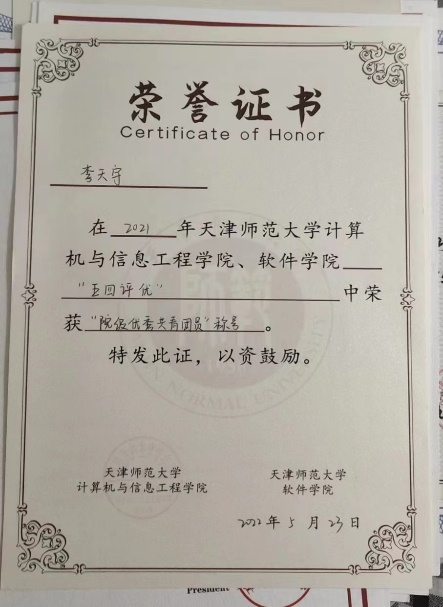 荣誉证书
Certificate of Honor
李天宇
在 2021 年天津师范大学计算
机与信息工程学院、软件学院
“五四评优” 中荣
获“院级优秀共青团员”称号。
特发此证，以资鼓励。
天津师范大学 天津师范大学
计算机与信息工程学院 软件学院
2022年5月23日
NORMAL UNIVERSITY
President